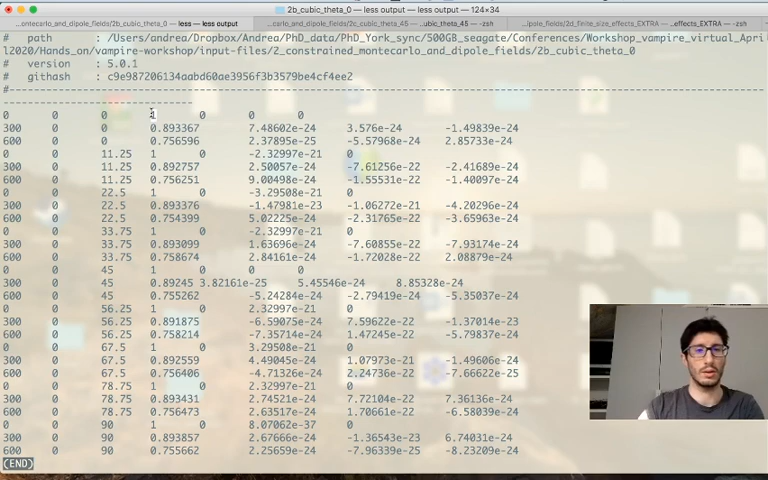 2b_cubic_theta_0 — less — less output — 124×34
...ontecarlo_and_dipole_fields/2b_cubic_theta_0 — less output ...carlo_and_dipole_fields/2c_cubic_theta_45 — ..ubic_theta_45 — -zsh ...ipole_fields/2d_finite_size_effects_EXTRA — ..effects_EXTRA — -zsh
# path : /Users/andrea/Dropbox/Andrea/PhD_data/PhD_York_sync/500GB_seagate/Conferences/Workshop_vampire_virtual_Apri
l2020/Hands_on/vampire-workshop/input-files/2_constrained_montecarlo_and_dipole_fields/2b_cubic_theta_0
# version : 5.0.1
# githash : c9e987206134aabd60ae3956f3b3579be4cf4ee2
#--------------------------------------------------------------------------------
--------------------------------
0 0 0 1 0 0 0
300 0 0 0.893367 7.48602e-24 3.576e-24 -1.49839e-24
600 0 0 0.756596 2.37895e-25 -5.57968e-24 2.85733e-24
0 0 11.25 1 0 -2.32997e-21 0
300 0 11.25 0.892757 2.50057e-24 -7.61256e-22 -2.41689e-24
600 0 11.25 0.756251 9.00498e-24 -1.55531e-22 -1.40097e-24
0 0 22.5 1 0 -3.29508e-21 0
300 0 22.5 0.893376 -1.47981e-23 -1.06272e-21 -4.20296e-24
600 0 22.5 0.754399 5.02225e-24 -2.31765e-22 -3.65963e-24
0 0 33.75 1 0 -2.32997e-21 0
300 0 33.75 0.893099 1.63696e-24 -7.60855e-22 -7.93174e-24
600 0 33.75 0.758674 2.84161e-24 -1.72028e-22 2.08879e-24
0 0 45 1 0 0 0
300 0 45 0.89245 3.82161e-25 5.45546e-24 8.85328e-24
600 0 45 0.755262 -5.24284e-24 -2.79419e-24 -5.35037e-24
0 0 56.25 1 0 2.32997e-21 0
300 0 56.25 0.891875 -6.59075e-24 7.59622e-22 -1.37014e-23
600 0 56.25 0.758214 -7.35714e-24 1.47245e-22 -5.79837e-24
0 0 67.5 1 0 3.29508e-21 0
300 0 67.5 0.892559 4.49045e-24 1.07973e-21 -1.49606e-24
600 0 67.5 0.756406 -4.71326e-24 2.24736e-22 -7.66622e-25
0 0 78.75 1 0 2.32997e-21 0
300 0 78.75 0.893431 2.74521e-24 7.72104e-22 7.36136e-24
600 0 78.75 0.756473 2.63517e-24 1.70661e-22 -6.58039e-24
0 0 90 1 0 8.07062e-37 0
300 0 90 0.893857 2.67666e-24 -1.36543e-23 6.74031e-24
600 0 90 0.755662 2.25659e-24 -7.96339e-25 -8.23209e-24
(END)